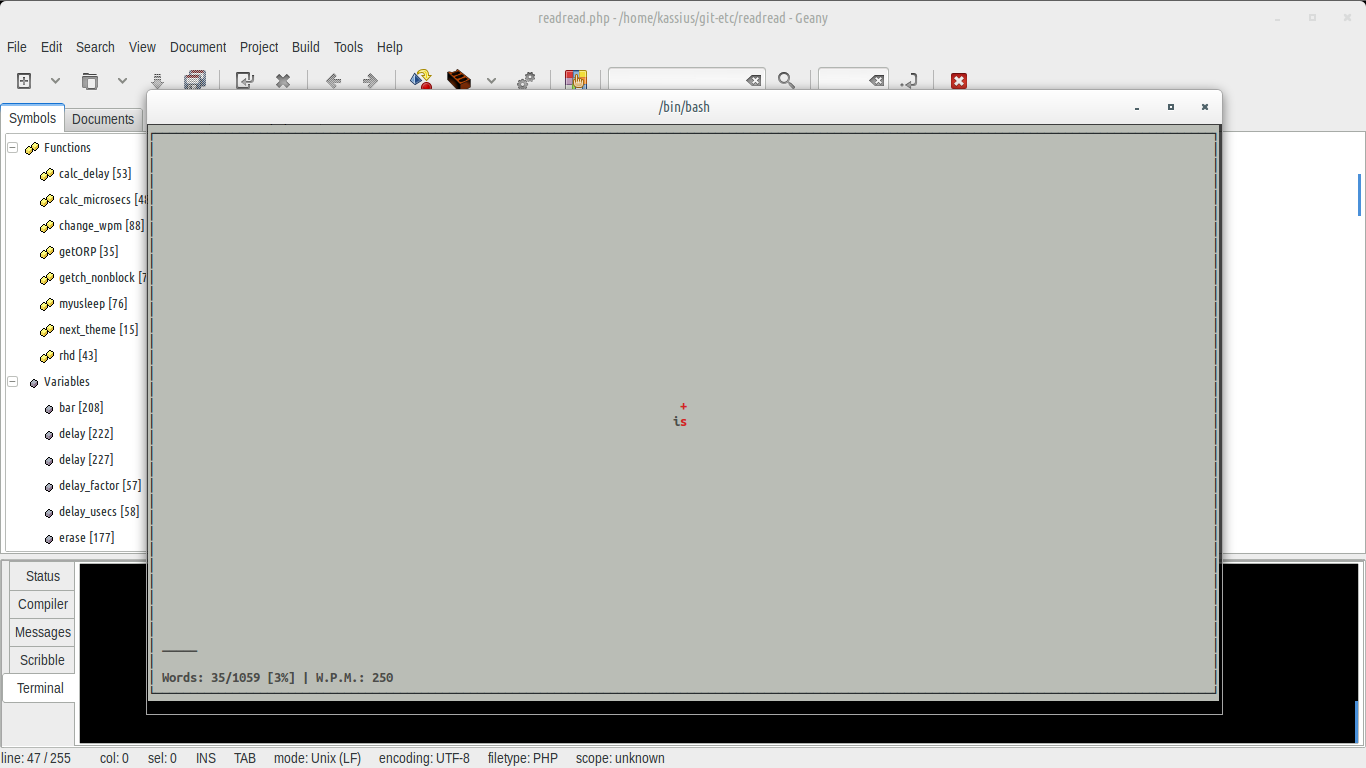 readread.php - /home/kassius/git-etc/readread - Geany
File Edit Search View Document Project Build Tools Help
/bin/bash
Symbols Documents
Functions
calc_delay [53]
calc_microsecs [48
change_wpm [88]
getORP [35]
getch_nonblock [7
myusleep [76]
next_theme [15]
rhd [43]
Variables
bar [208]
delay [222]
delay [227]
delay_factor [57]
delay_usecs [58]
erase [177]
+
is
Words: 35/1059 [3%] | W.P.M.: 250
Status
Compiler
Messages
Scribble
Terminal
line: 47 / 255 col: 0 sel: 0 INS TAB mode: Unix (LF) encoding: UTF-8 filetype: PHP scope: unknown